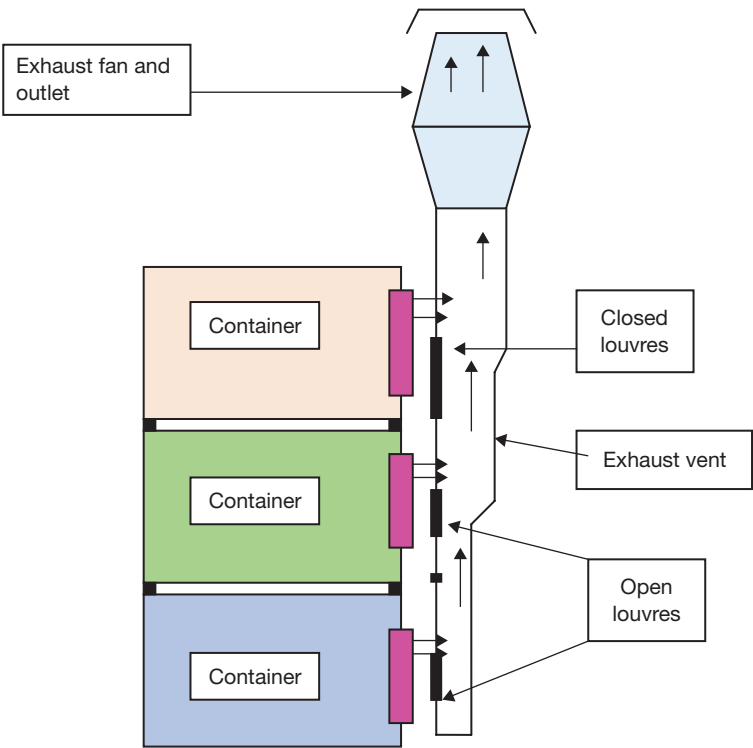 Exhaust fan and
outlet
Container
Closed
louvres
Exhaust vent
Container
Open
louvres
Container